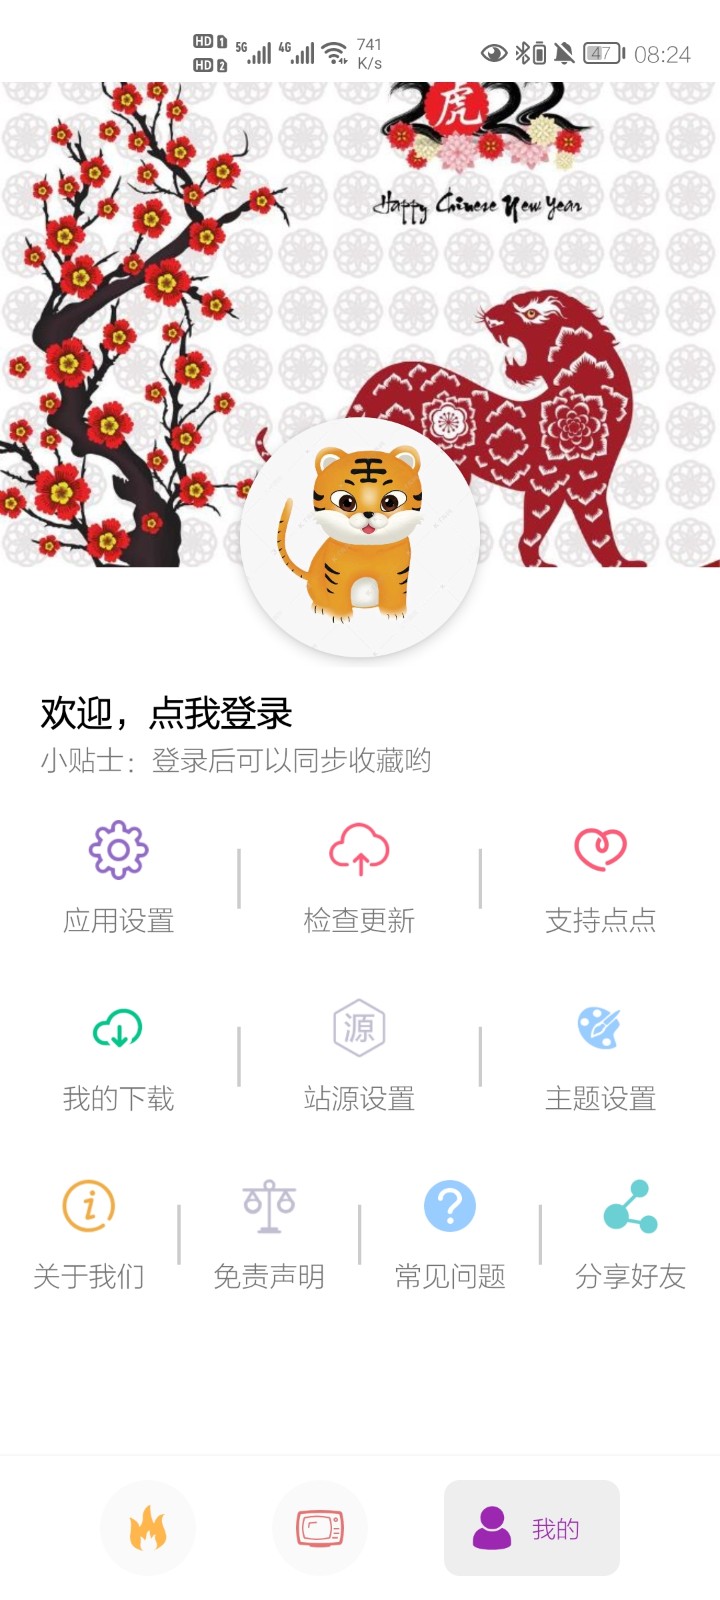 HD 1 5G 4G 741 K/s 47 08:24
HD 2
2022
虎
Happy Chinese New Year
欢迎，点我登录
小贴士：登录后可以同步收藏哟
应用设置 检查更新 支持点点
源
我的下载 站源设置 主题设置
关于我们 免责声明 常见问题 分享好友
我的